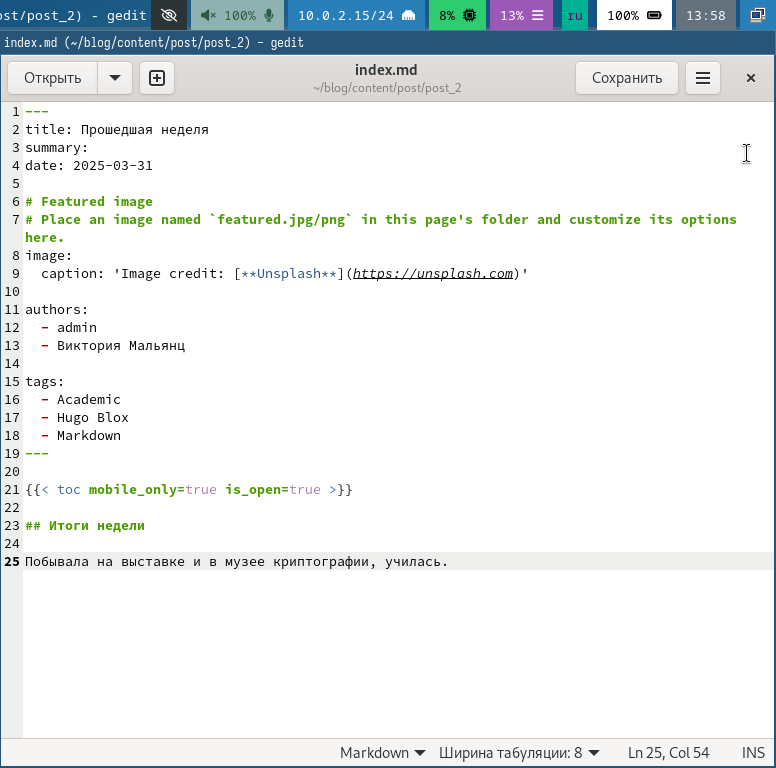 ost/post_2) - gedit 100% 10.0.2.15/24 8% 13% ru 100% 13:58
index.md (~/blog/content/post/post_2) - gedit
Открыть index.md Сохранить
~/blog/content/post/post_2
1 ---
2 title: Прошедшая неделя
3 summary:
4 date: 2025-03-31
5
6 # Featured image
7 # Place an image named `featured.jpg/png` in this page's folder and customize its options
here.
8 image:
9   caption: 'Image credit: [**Unsplash**](https://unsplash.com)'
10
11 authors:
12   - admin
13   - Виктория Мальянц
14
15 tags:
16   - Academic
17   - Hugo Blox
18   - Markdown
19 ---
20
21 {{< toc mobile_only=true is_open=true >}}
22
23 ## Итоги недели
24
25 Побывала на выставке и в музее криптографии, училась.
Markdown Ширина табуляции: 8 Ln 25, Col 54 INS